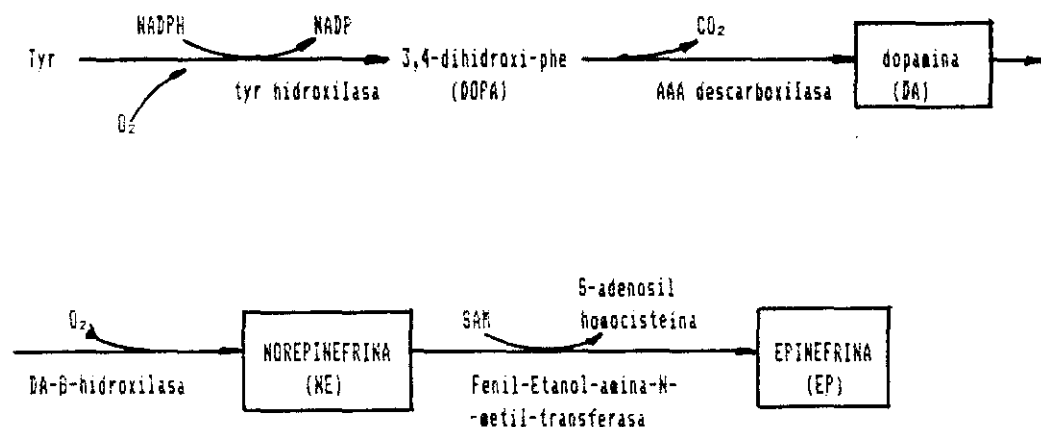 NADPH NADP CO₂
Tyr 3,4-dihidroxi-phe dopamina
tyr hidroxilasa (DOPA) AAA descarboxilasa (DA)
O₂
S-adenosil
O₂ SAM homocisteína
NOREPINEFRINA EPINEFRINA
DA-β-hidroxilasa (NE) Fenil-Etanol-amina-N- (EP)
-metil-transferasa